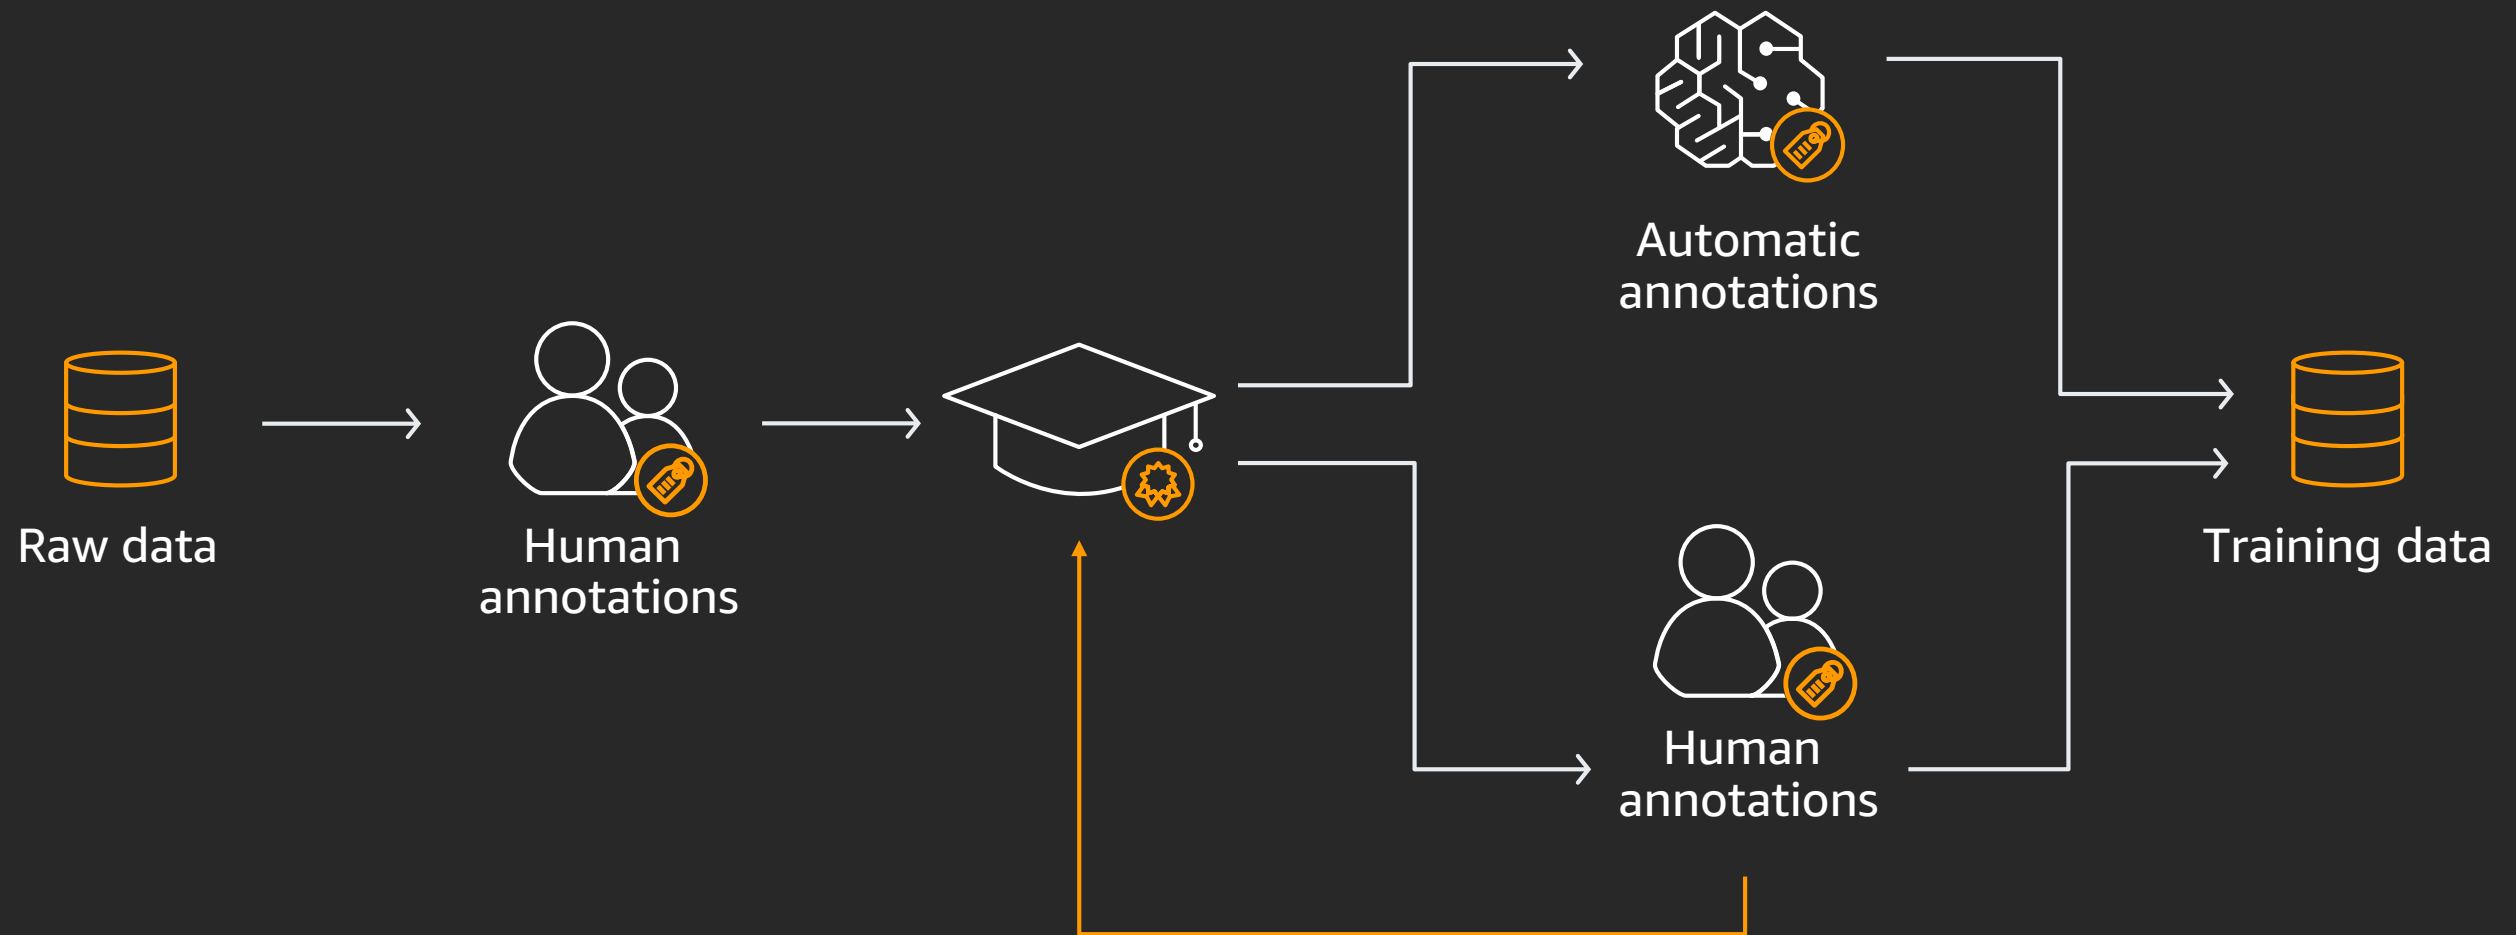 Raw data
Human
annotations
Automatic
annotations
Human
annotations
Training data